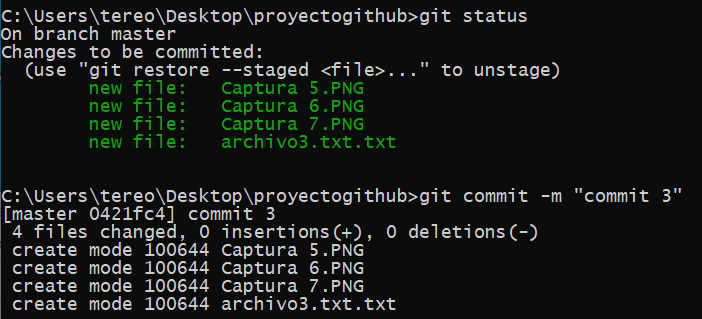 C:\Users\tereo\Desktop\proyectogithub>git status
On branch master
Changes to be committed:
  (use "git restore --staged <file>..." to unstage)
        new file:   Captura 5.PNG
        new file:   Captura 6.PNG
        new file:   Captura 7.PNG
        new file:   archivo3.txt.txt
C:\Users\tereo\Desktop\proyectogithub>git commit -m "commit 3"
[master 0421fc4] commit 3
 4 files changed, 0 insertions(+), 0 deletions(-)
 create mode 100644 Captura 5.PNG
 create mode 100644 Captura 6.PNG
 create mode 100644 Captura 7.PNG
 create mode 100644 archivo3.txt.txt